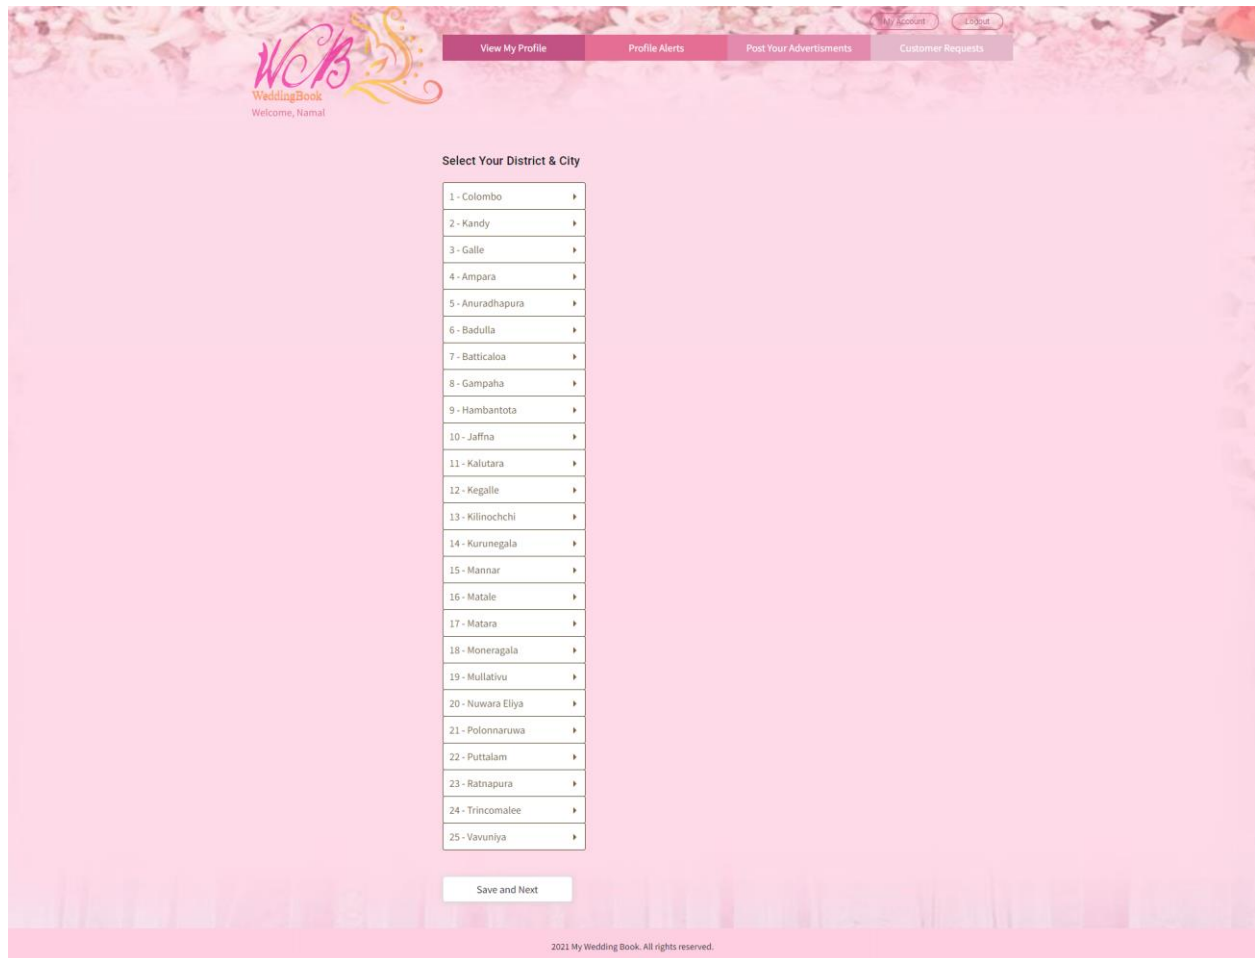 My Account Logout
View My Profile Profile Alerts Post Your Advertisments Customer Requests
WCB
WeddingBook
Welcome, Namal
Select Your District & City
1 - Colombo
2 - Kandy
3 - Galle
4 - Ampara
5 - Anuradhapura
6 - Badulla
7 - Batticaloa
8 - Gampaha
9 - Hambantota
10 - Jaffna
11 - Kalutara
12 - Kegalle
13 - Kilinochchi
14 - Kurunegala
15 - Mannar
16 - Matale
17 - Matara
18 - Moneragala
19 - Mullativu
20 - Nuwara Eliya
21 - Polonnaruwa
22 - Puttalam
23 - Ratnapura
24 - Trincomalee
25 - Vavuniya
Save and Next
2021 My Wedding Book. All rights reserved.